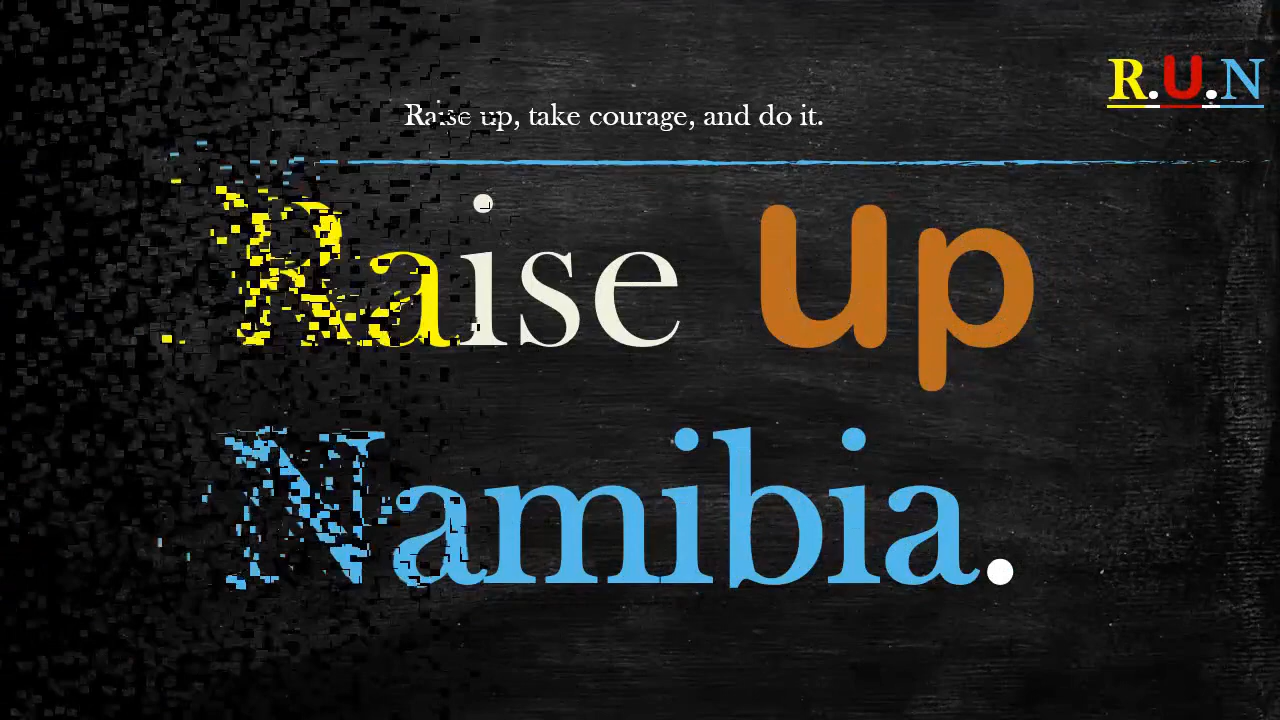 R.U.N
Raise up, take courage, and do it.
Raise up
Namibia.